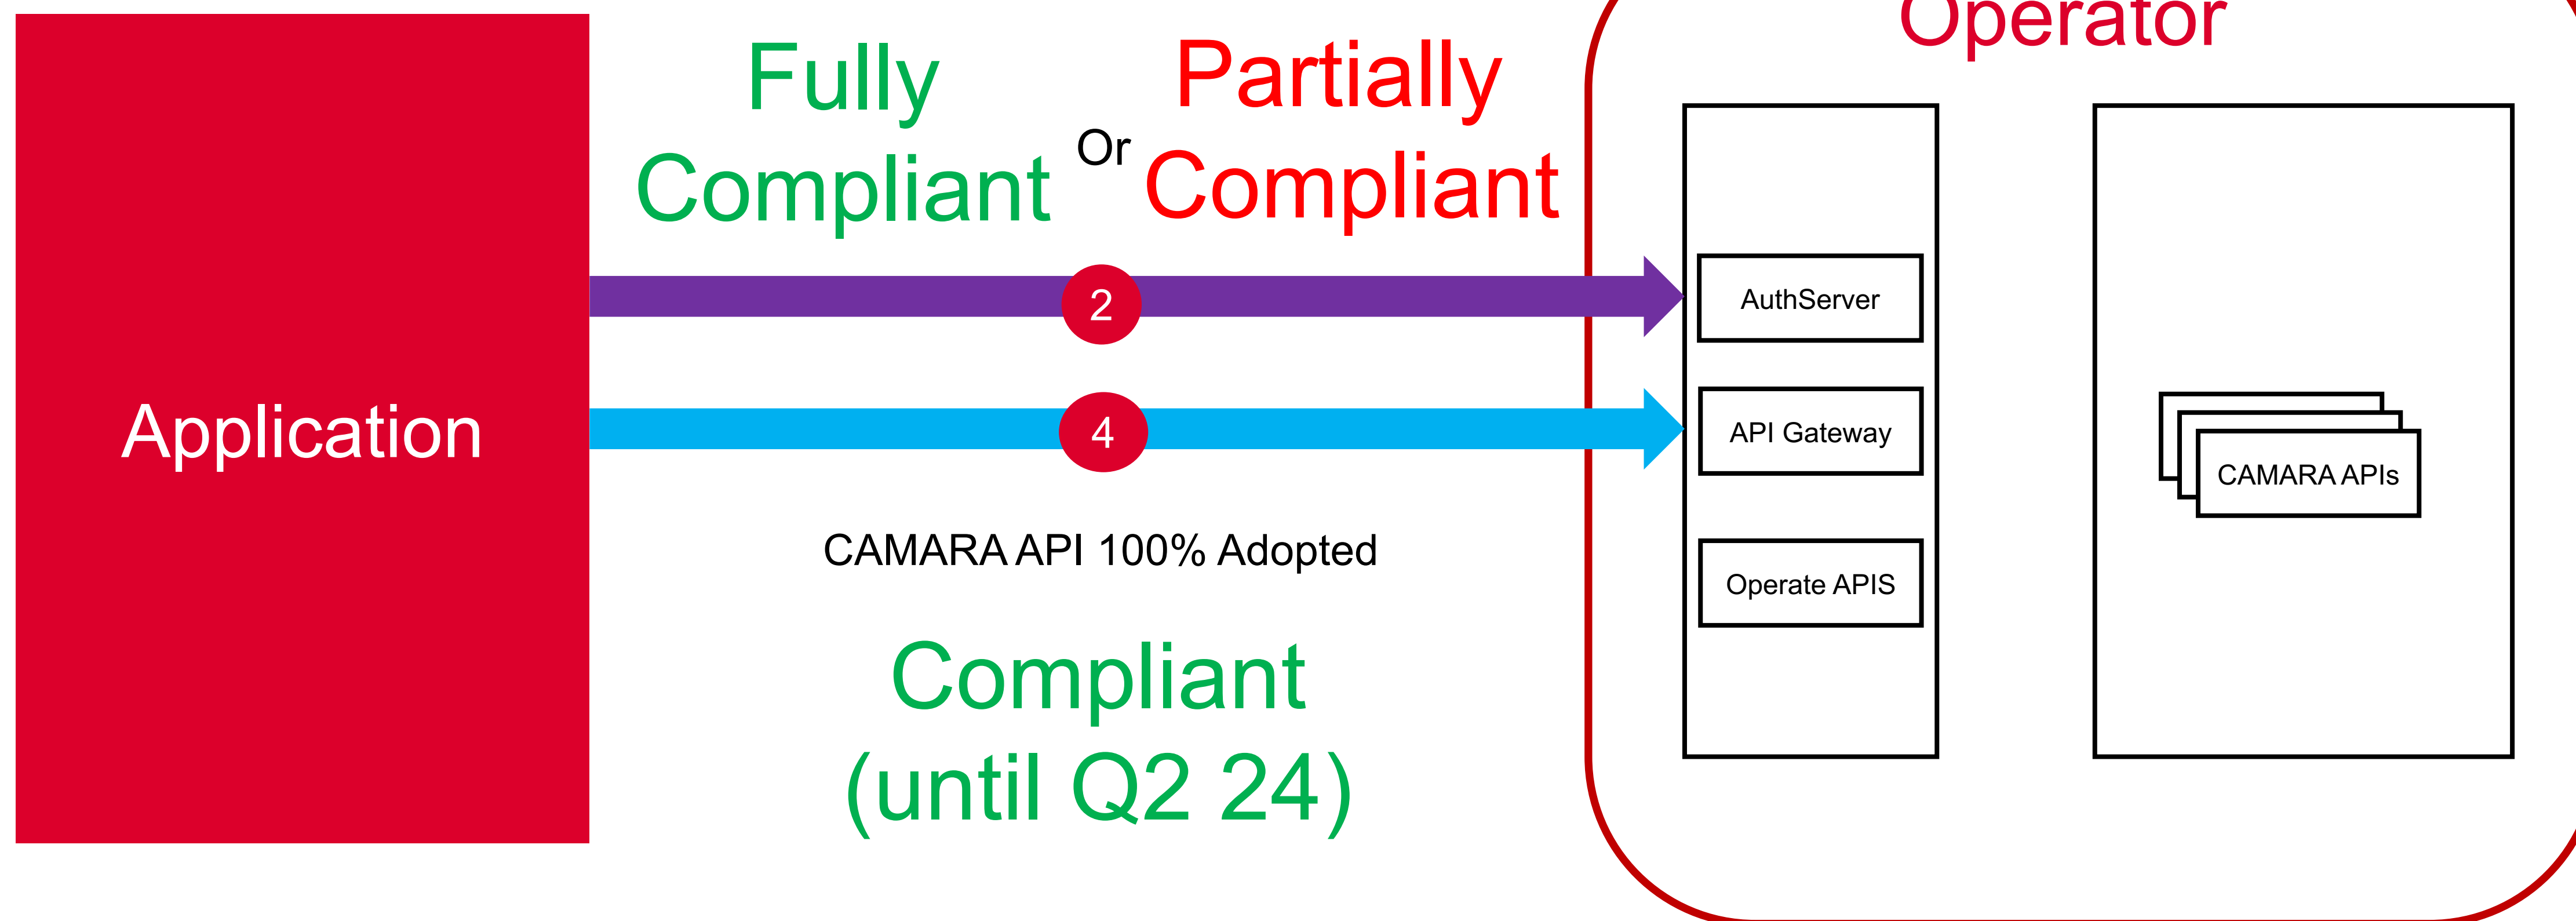 Operator
Fully
Compliant
Or
Partially
Compliant
2
AuthServer
Application
4
API Gateway
CAMARA APIs
CAMARA API 100% Adopted
Operate APIS
Compliant
(until Q2 24)